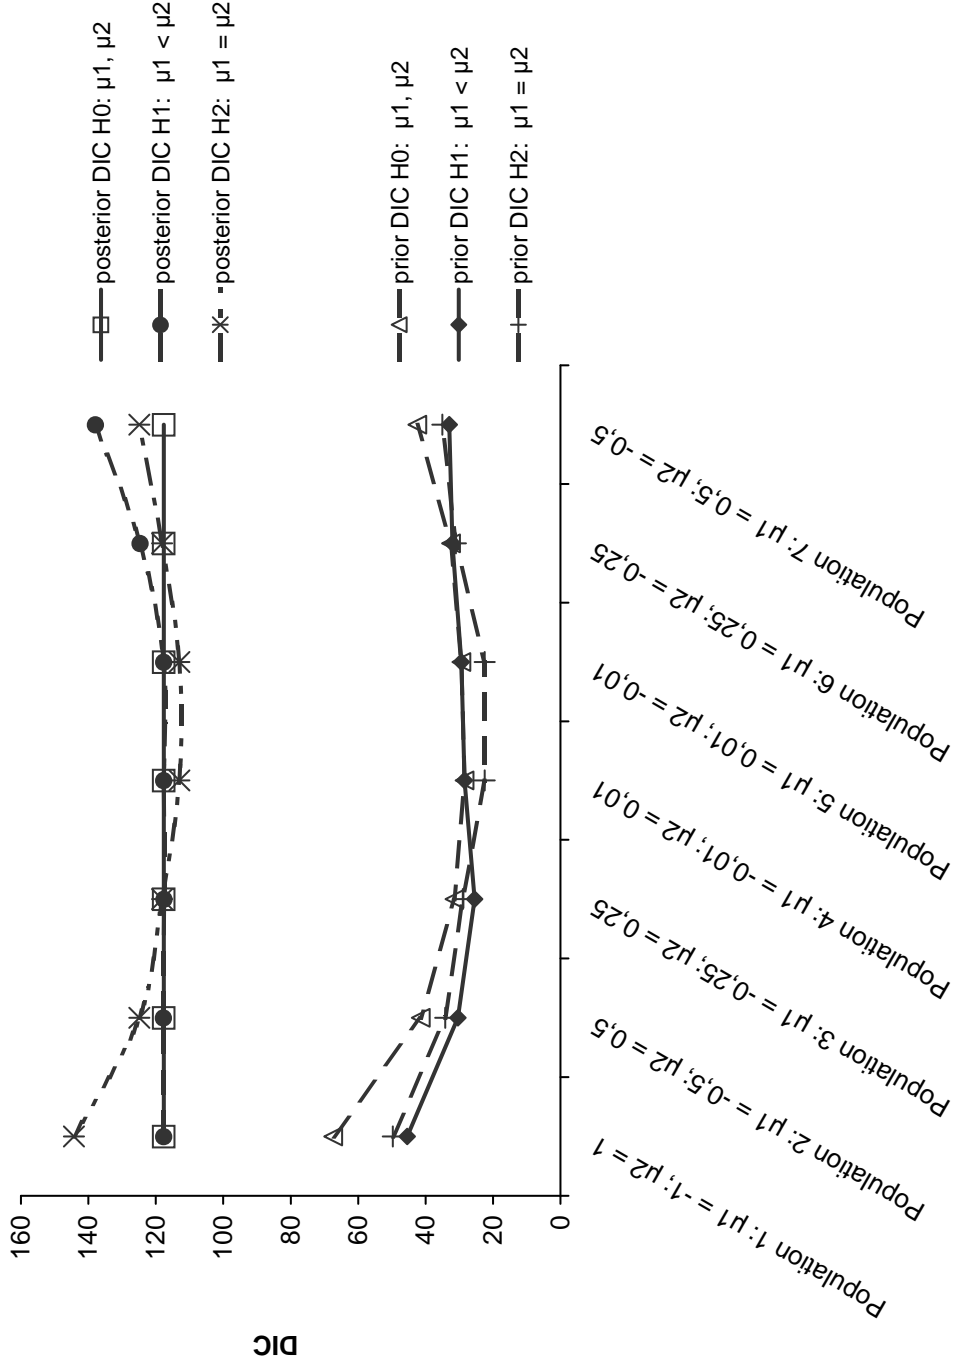 DIC
160
140
120
100
80
60
40
20
0
Population 1: µ1 = -1; µ2 = 1
Population 2: µ1 = -0,5; µ2 = 0,5
Population 3: µ1 = -0,25; µ2 = 0,25
Population 4: µ1 = -0,01; µ2 = 0,01
Population 5: µ1 = 0,01; µ2 = -0,01
Population 6: µ1 = 0,25; µ2 = -0,25
Population 7: µ1 = 0,5; µ2 = -0,5
posterior DIC H0: µ1, µ2
posterior DIC H1: µ1 < µ2
posterior DIC H2: µ1 = µ2
prior DIC H0: µ1, µ2
prior DIC H1: µ1 < µ2
prior DIC H2: µ1 = µ2